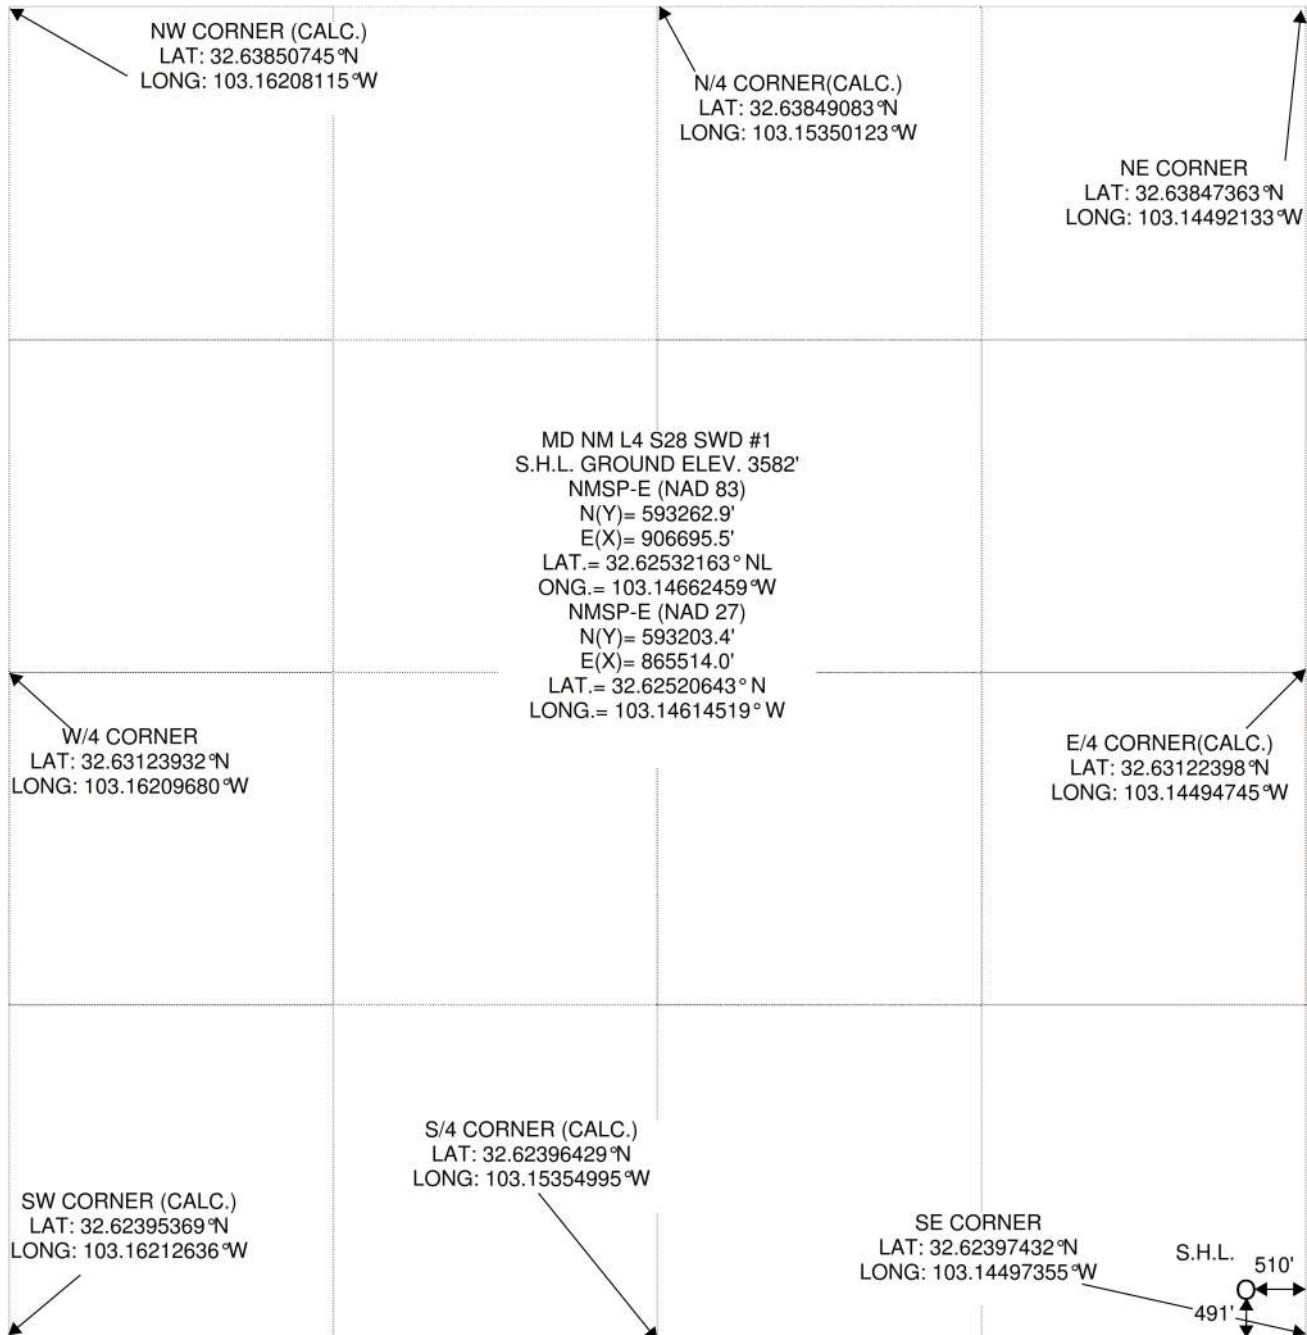 NW CORNER (CALC.)
LAT: 32.63850745°N
LONG: 103.16208115°W
N/4 CORNER(CALC.)
LAT: 32.63849083°N
LONG: 103.15350123°W
NE CORNER
LAT: 32.63847363°N
LONG: 103.14492133°W
MD NM L4 S28 SWD #1
S.H.L. GROUND ELEV. 3582'
NMSP-E (NAD 83)
N(Y)= 593262.9'
E(X)= 906695.5'
LAT.= 32.62532163° NL
ONG.= 103.14662459°W
NMSP-E (NAD 27)
N(Y)= 593203.4'
E(X)= 865514.0'
LAT.= 32.62520643° N
LONG.= 103.14614519° W
W/4 CORNER
LAT: 32.63123932°N
LONG: 103.16209680°W
E/4 CORNER(CALC.)
LAT: 32.63122398°N
LONG: 103.14494745°W
S/4 CORNER (CALC.)
LAT: 32.62396429°N
LONG: 103.15354995°W
SW CORNER (CALC.)
LAT: 32.62395369°N
LONG: 103.16212636°W
SE CORNER
LAT: 32.62397432°N
LONG: 103.14497355°W
S.H.L.
510'
491'